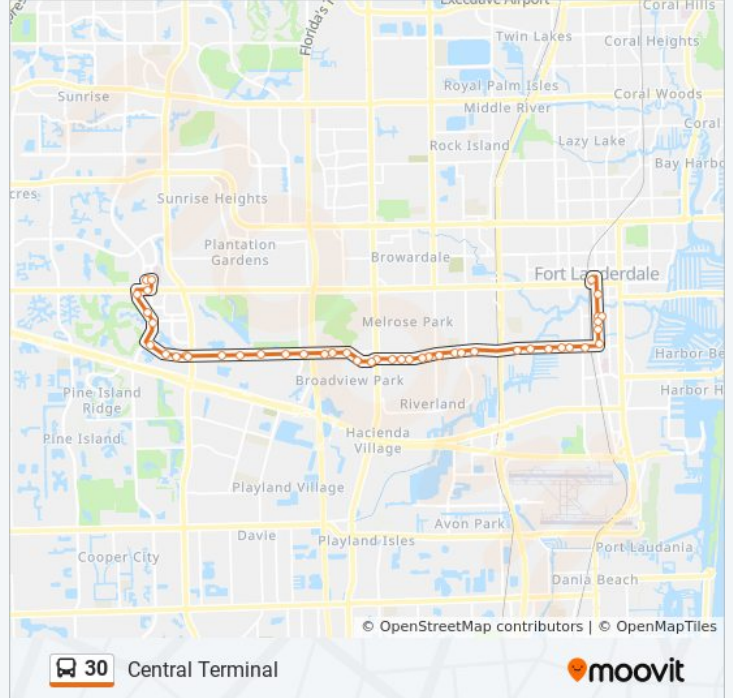 Executive Airport
Coral Hills
Florida's T
Twin Lakes
Coral Heights
Sunrise
Royal Palm Isles
Coral Woods
Middle River
Coral
Rock Island
Lazy Lake
Bay Harbo
cres
Sunrise Heights
Plantation
Gardens
Browardale
Fort Lauderdale
Melrose Park
Harbor Be
Broadview Park
Pine Island
Ridge
Harbor H
Riverland
Pine Island
Hacienda
Village
Playland Village
Avon Park
Davie
Playland Isles
Port Laudania
Cooper City
Dania Beach
© OpenStreetMap contributors | © OpenMapTiles
30 Central Terminal
moovit